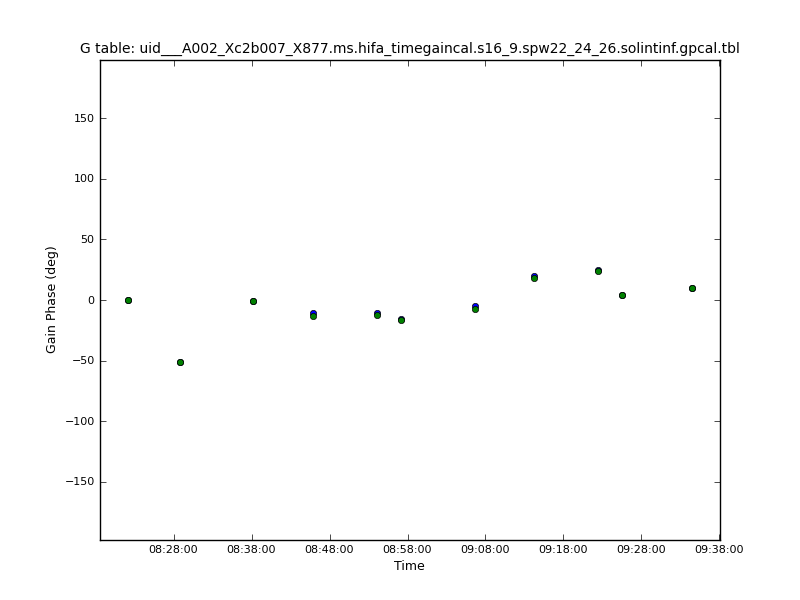 G table: uid___A002_Xc2b007_X877.ms.hifa_timegaincal.s16_9.spw22_24_26.solintinf.gpcal.tbl
Gain Phase (deg)
150
100
50
0
−50
−100
−150
08:28:00 08:38:00 08:48:00 08:58:00 09:08:00 09:18:00 09:28:00 09:38:00
Time